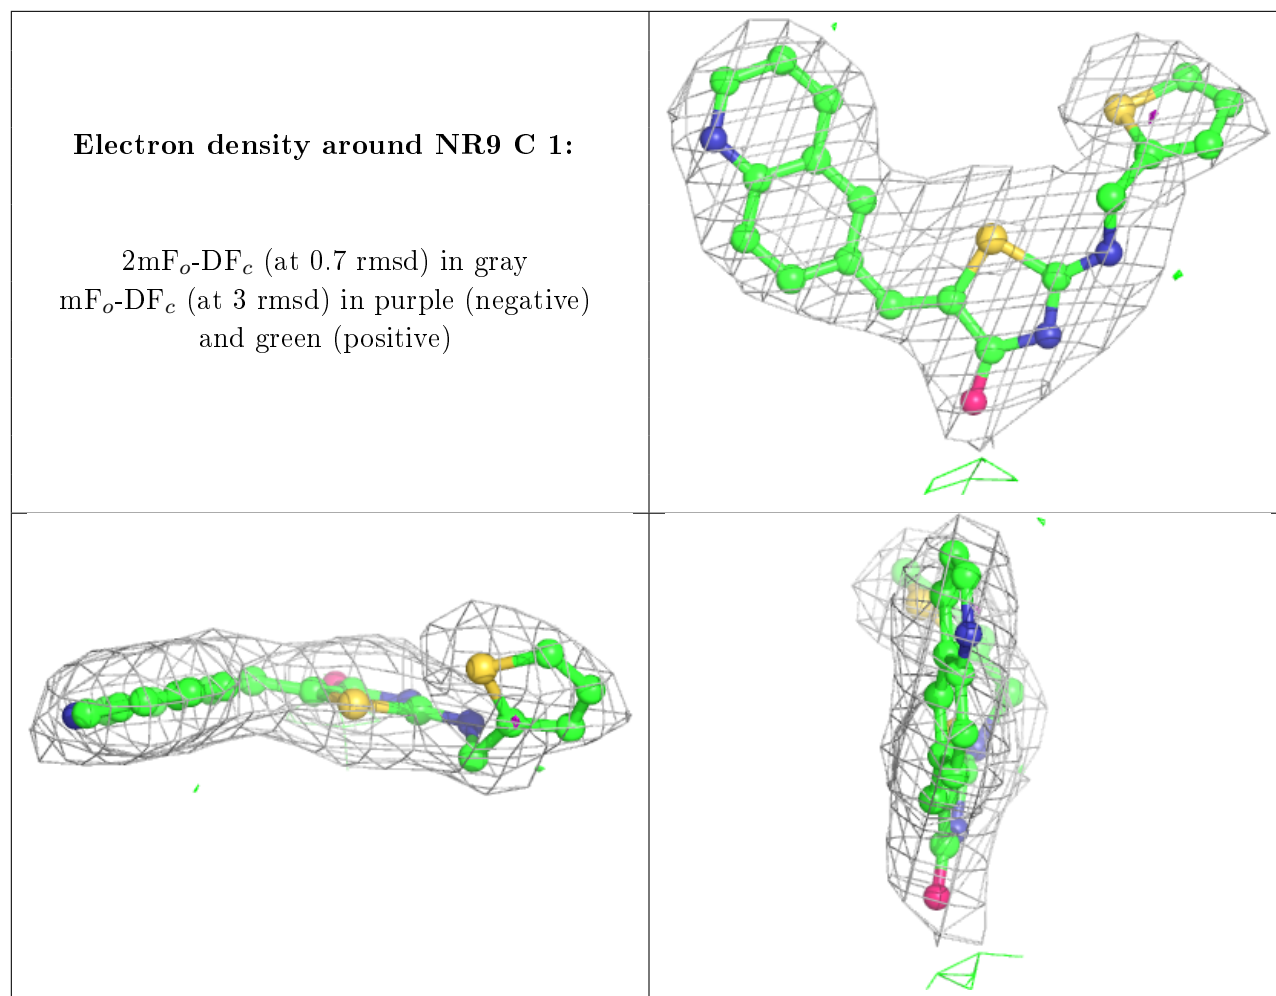 Electron density around NR9 C 1:
2mFo-DFc (at 0.7 rmsd) in gray
mFo-DFc (at 3 rmsd) in purple (negative)
and green (positive)